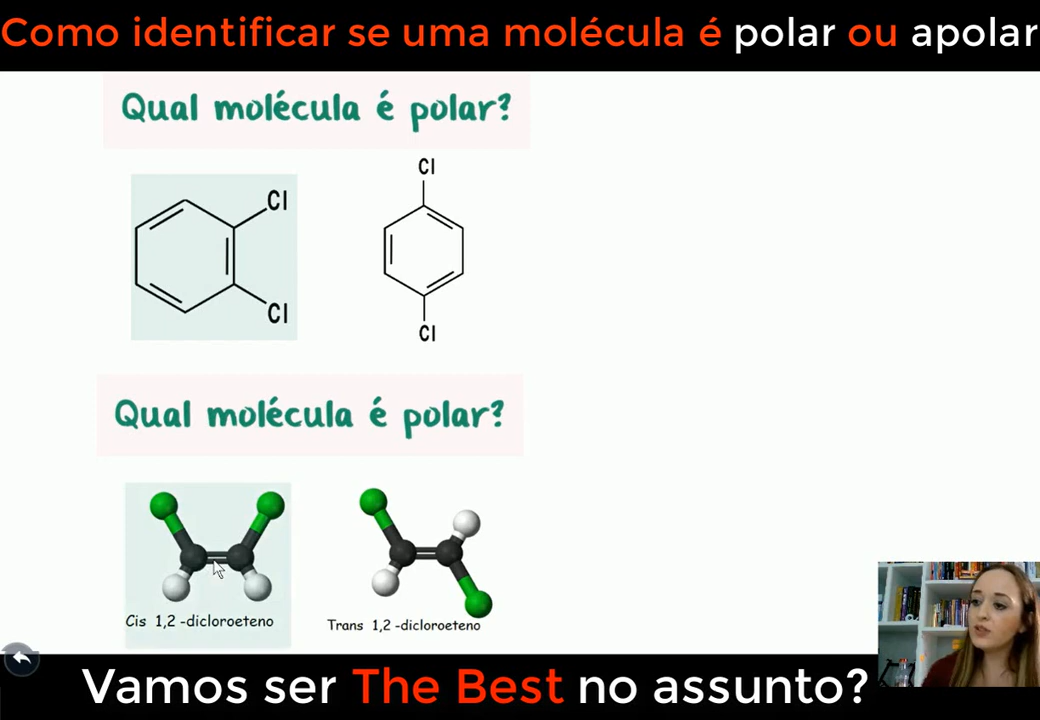 Como identificar se uma molécula é polar ou apolar
Qual molécula é polar?
Cl
Cl
Cl
Cl
Qual molécula é polar?
Cis 1,2 -dicloroeteno
Trans 1,2 -dicloroeteno
Vamos ser The Best no assunto?